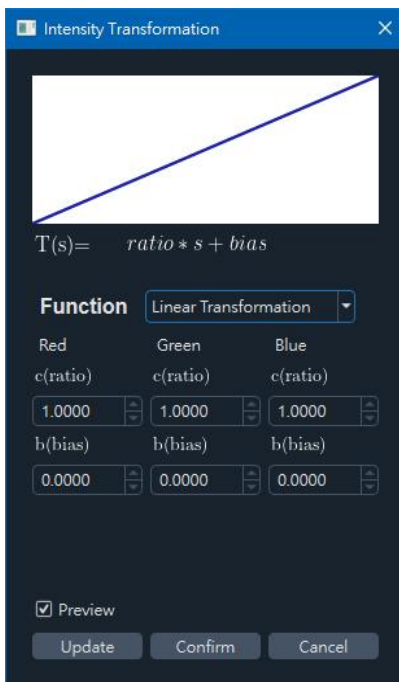 Intensity Transformation
T(s)= ratio * s + bias
Function Linear Transformation
Red Green Blue
c(ratio) c(ratio) c(ratio)
1.0000 1.0000 1.0000
b(bias) b(bias) b(bias)
0.0000 0.0000 0.0000
Preview
Update Confirm Cancel